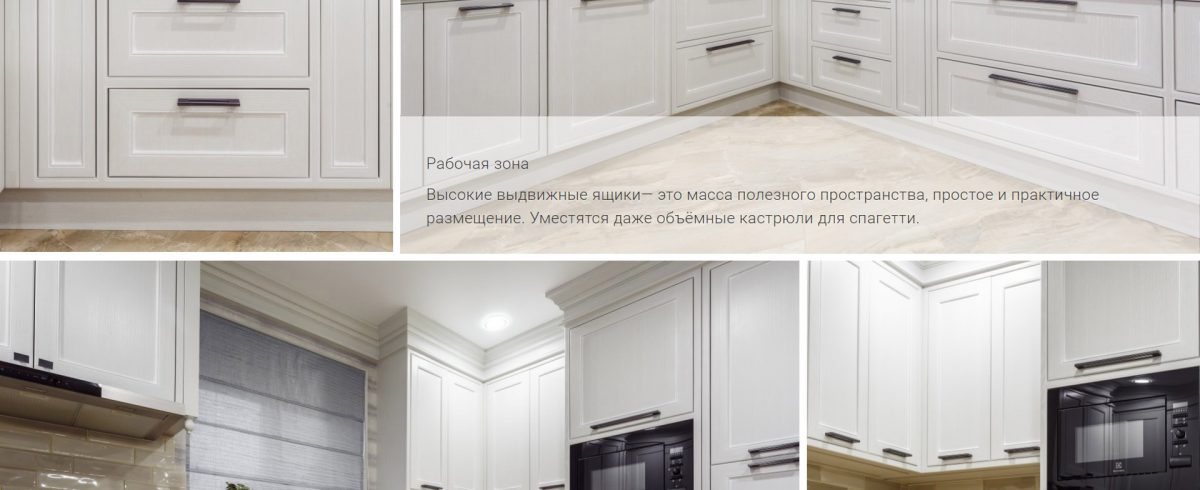 Рабочая зона
Высокие выдвижные ящики— это масса полезного пространства, простое и практичное
размещение. Уместятся даже объёмные кастрюли для спагетти.